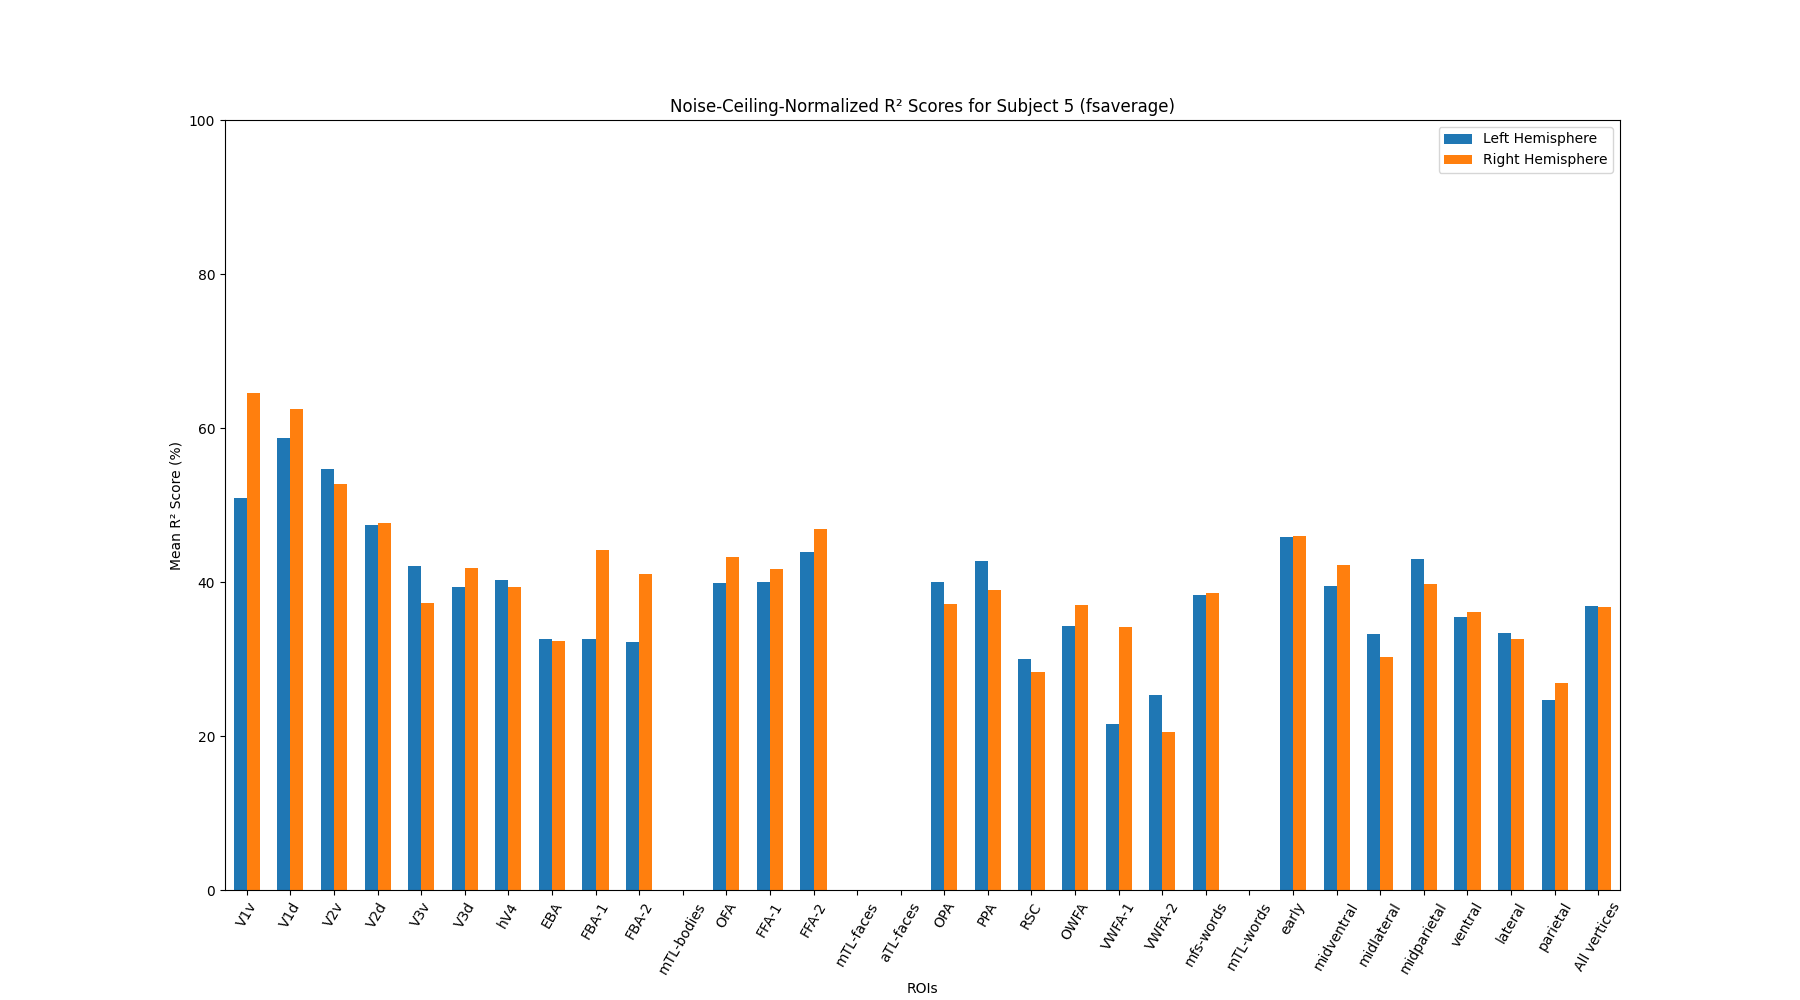 Noise-Ceiling-Normalized R² Scores for Subject 5 (fsaverage)
Left Hemisphere
Right Hemisphere
Mean R² Score (%)
100
80
60
40
20
0
V1v
V1d
V2v
V2d
V3v
V3d
hV4
EBA
FBA-1
FBA-2
mTL-bodies
OFA
FFA-1
FFA-2
mTL-faces
aTL-faces
OPA
PPA
RSC
OWFA
VWFA-1
VWFA-2
mfs-words
mTL-words
early
midventral
midlateral
midparietal
ventral
lateral
parietal
All vertices
ROIs